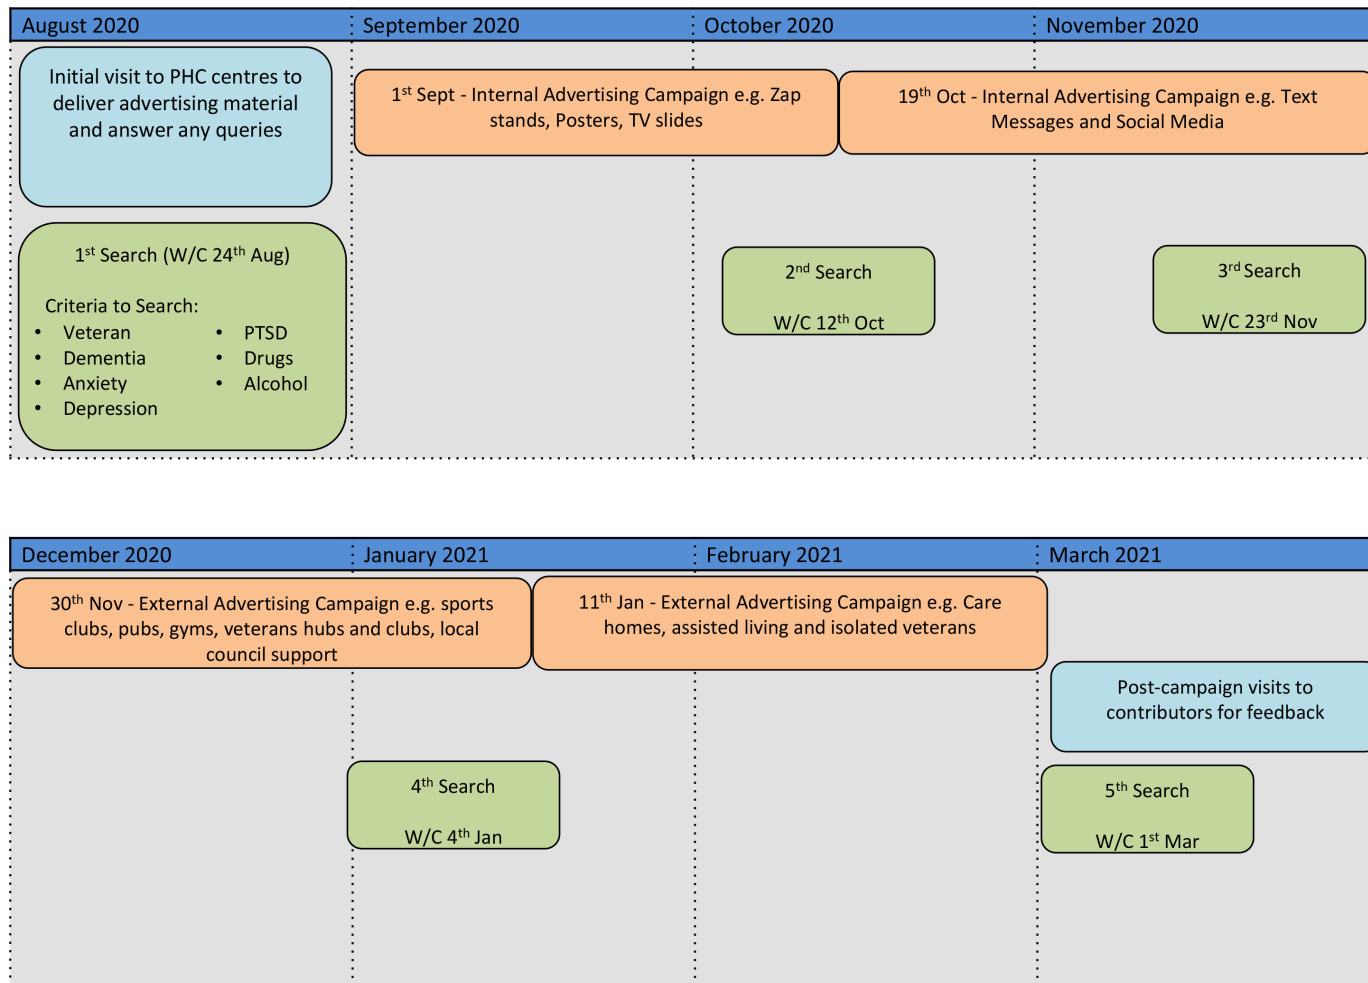 August 2020
September 2020
October 2020
November 2020
Initial visit to PHC centres to
deliver advertising material
and answer any queries
1st Sept - Internal Advertising Campaign e.g. Zap
stands, Posters, TV slides
19th Oct - Internal Advertising Campaign e.g. Text
Messages and Social Media
1st Search (W/C 24th Aug)
Criteria to Search:
• Veteran
• Dementia
• Anxiety
• Depression
• PTSD
• Drugs
• Alcohol
2nd Search
W/C 12th Oct
3rd Search
W/C 23rd Nov
December 2020
January 2021
February 2021
March 2021
30th Nov - External Advertising Campaign e.g. sports
clubs, pubs, gyms, veterans hubs and clubs, local
council support
11th Jan - External Advertising Campaign e.g. Care
homes, assisted living and isolated veterans
Post-campaign visits to
contributors for feedback
4th Search
W/C 4th Jan
5th Search
W/C 1st Mar